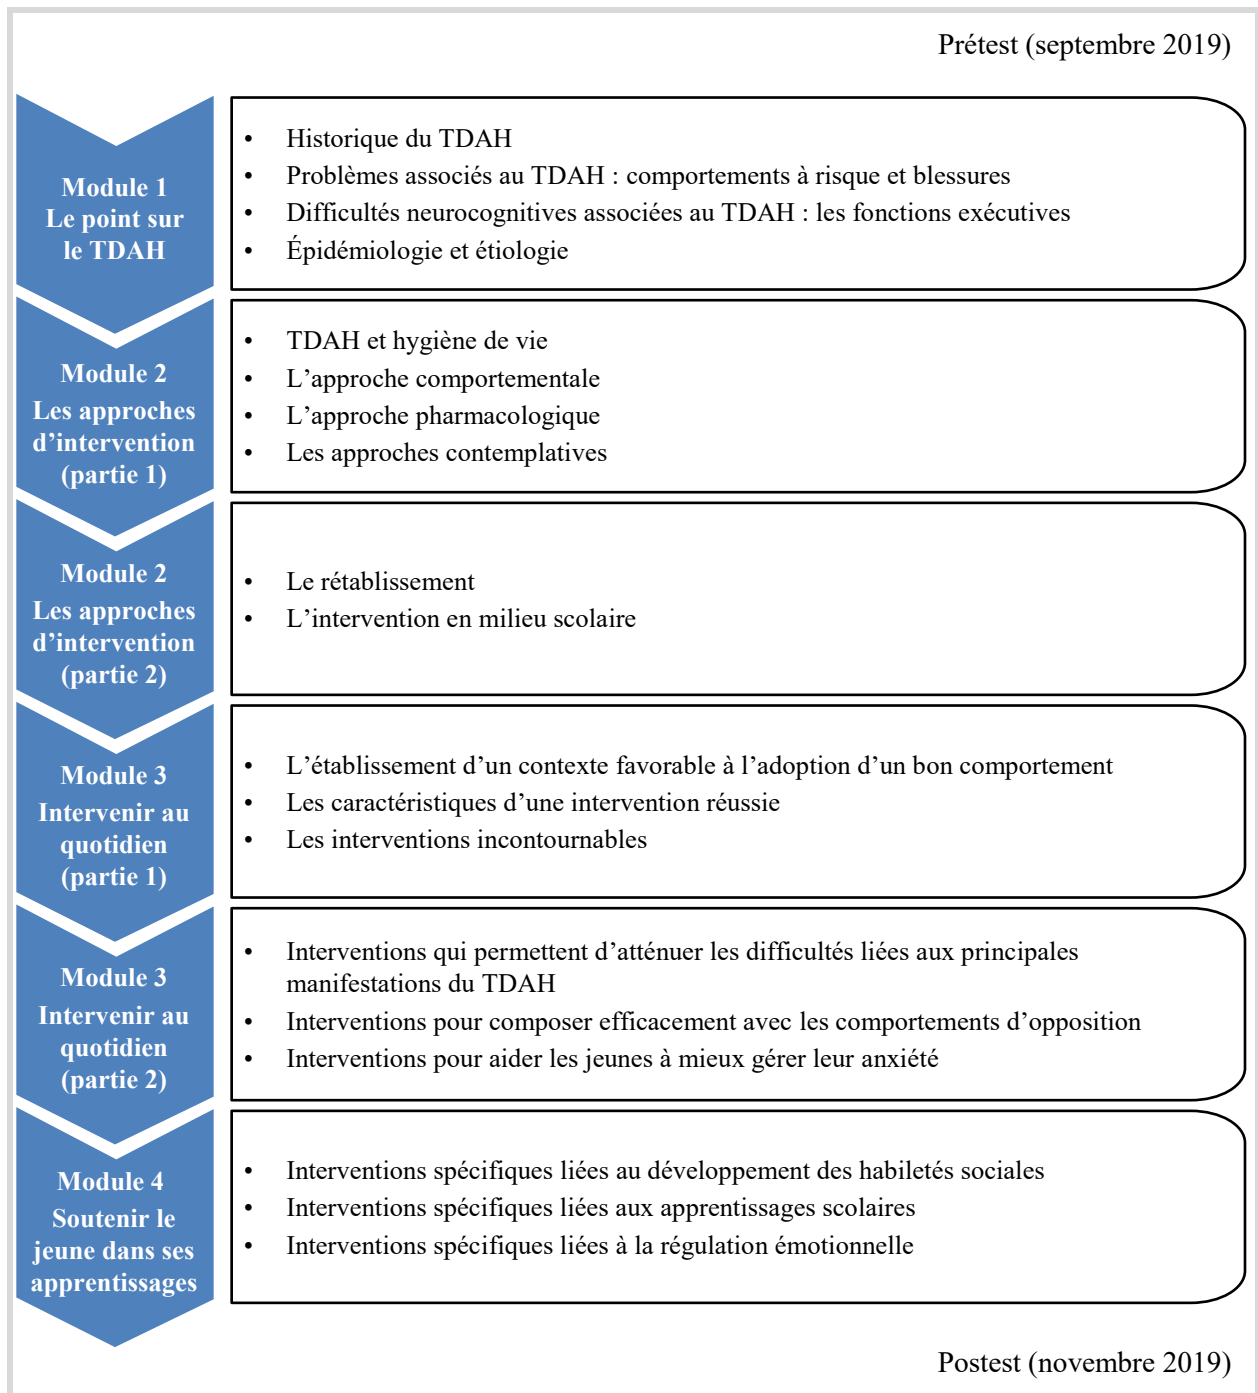 Prétest (septembre 2019)
Module 1
Le point sur
le TDAH
• Historique du TDAH
• Problèmes associés au TDAH : comportements à risque et blessures
• Difficultés neurocognitives associées au TDAH : les fonctions exécutives
• Épidémiologie et étiologie
Module 2
Les approches
d’intervention
(partie 1)
• TDAH et hygiène de vie
• L’approche comportementale
• L’approche pharmacologique
• Les approches contemplatives
Module 2
Les approches
d’intervention
(partie 2)
• Le rétablissement
• L’intervention en milieu scolaire
Module 3
Intervenir au
quotidien
(partie 1)
• L’établissement d’un contexte favorable à l’adoption d’un bon comportement
• Les caractéristiques d’une intervention réussie
• Les interventions incontournables
Module 3
Intervenir au
quotidien
(partie 2)
• Interventions qui permettent d’atténuer les difficultés liées aux principales
manifestations du TDAH
• Interventions pour composer efficacement avec les comportements d’opposition
• Interventions pour aider les jeunes à mieux gérer leur anxiété
Module 4
Soutenir le
jeune dans ses
apprentissages
• Interventions spécifiques liées au développement des habiletés sociales
• Interventions spécifiques liées aux apprentissages scolaires
• Interventions spécifiques liées à la régulation émotionnelle
Postest (novembre 2019)